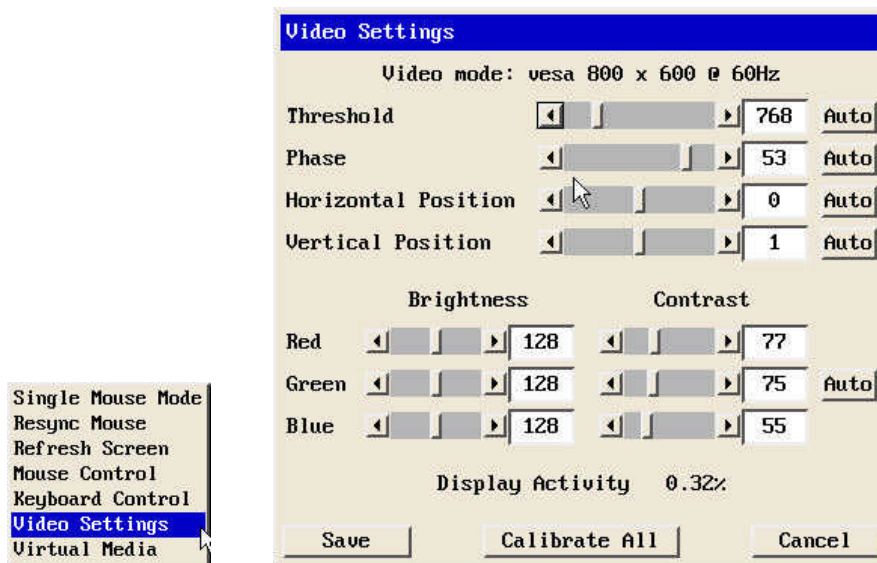 Single Mouse Mode
Resync Mouse
Refresh Screen
Mouse Control
Keyboard Control
Video Settings
Virtual Media
Video Settings
Video mode: vesa 800 x 600 @ 60Hz
Threshold 768 Auto
Phase 53 Auto
Horizontal Position 0 Auto
Vertical Position 1 Auto
Brightness Contrast
Red 128 77
Green 128 75 Auto
Blue 128 55
Display Activity 0.32%
Save Calibrate All Cancel